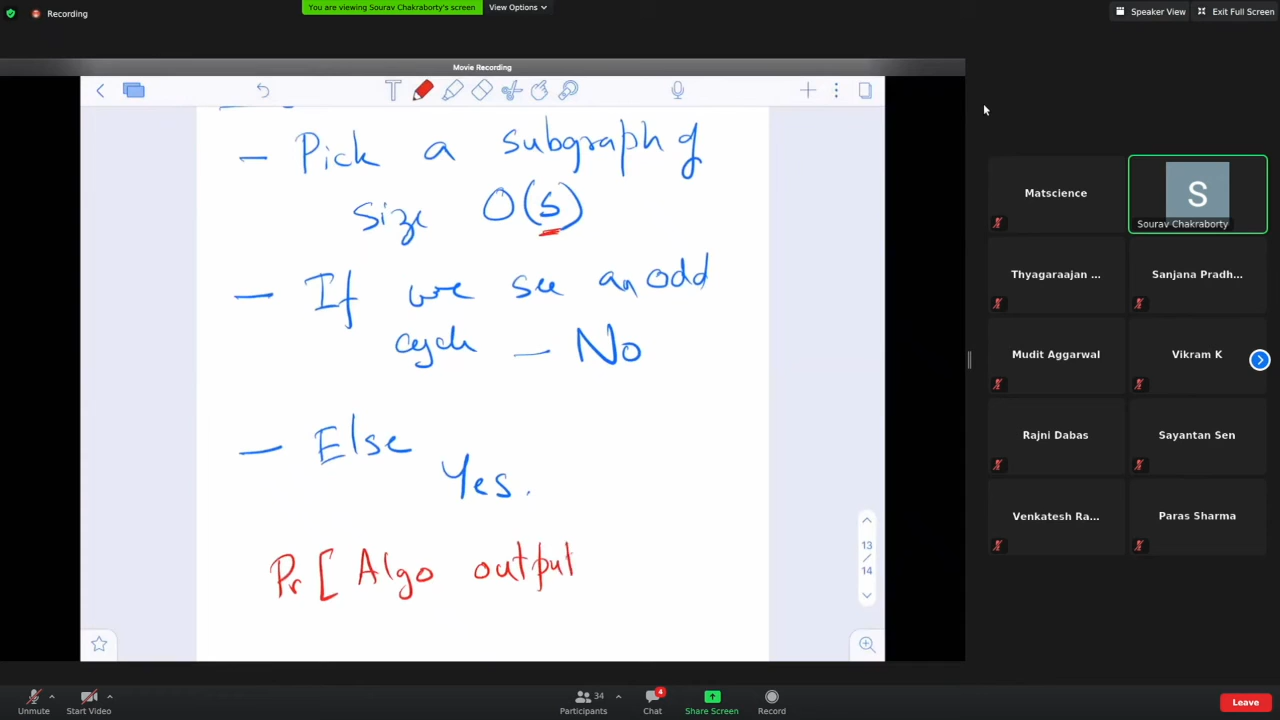 Recording
You are viewing Sourav Chakraborty's screen
View Options
Speaker View
Exit Full Screen
Movie Recording
– Pick a subgraph of
size O(s)
– If we see an odd
cycle – No
– Else
Yes.
Pr [ Algo output
13
/
14
Matscience
S
Sourav Chakraborty
Thyagaraajan ...
Sanjana Pradh...
Mudit Aggarwal
Vikram K
Rajni Dabas
Sayantan Sen
Venkatesh Ra...
Paras Sharma
Unmute
Start Video
34
Participants
4
Chat
Share Screen
Record
Leave